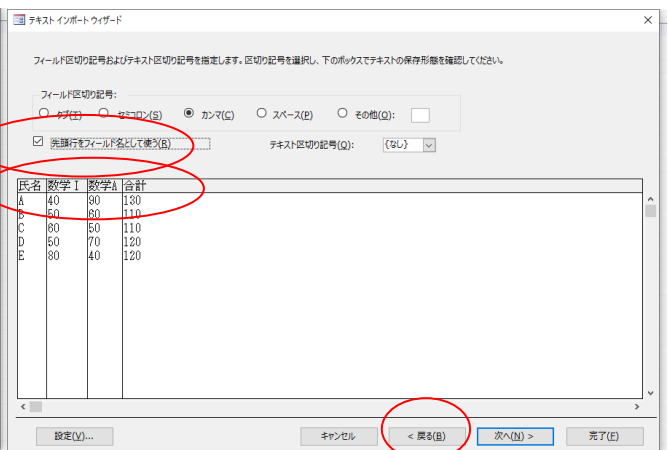 テキスト インポート ウィザード
フィールド区切り記号およびテキスト区切り記号を指定します。区切り記号を選択し、下のボックスでテキストの保存形態を確認してください。
フィールド区切り記号:
タブ(T) セミコロン(S) カンマ(C) スペース(P) その他(O):
先頭行をフィールド名として使う(R) テキスト区切り記号(Q): {なし}
氏名 数学Ⅰ 数学A 合計
A 40 90 130
B 50 60 110
C 60 50 110
D 50 70 120
E 80 40 120
設定(V)... キャンセル < 戻る(B) 次へ(N) > 完了(F)